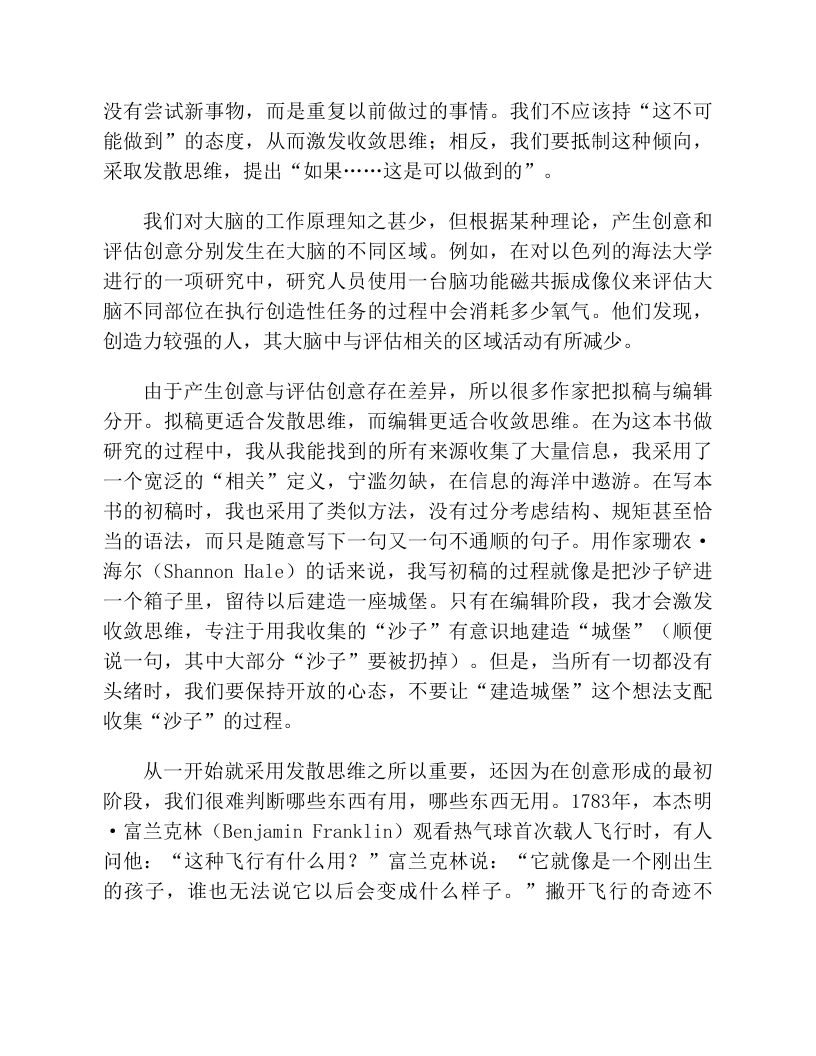 没有尝试新事物，而是重复以前做过的事情。我们不应该持“这不可
能做到”的态度，从而激发收敛思维；相反，我们要抵制这种倾向，
采取发散思维，提出“如果……这是可以做到的”。
我们对大脑的工作原理知之甚少，但根据某种理论，产生创意和
评估创意分别发生在大脑的不同区域。例如，在对以色列的海法大学
进行的一项研究中，研究人员使用一台脑功能磁共振成像仪来评估大
脑不同部位在执行创造性任务的过程中会消耗多少氧气。他们发现，
创造力较强的人，其大脑中与评估相关的区域活动有所减少。
由于产生创意与评估创意存在差异，所以很多作家把拟稿与编辑
分开。拟稿更适合发散思维，而编辑更适合收敛思维。在为这本书做
研究的过程中，我从我能找到的所有来源收集了大量信息，我采用了
一个宽泛的“相关”定义，宁滥勿缺，在信息的海洋中遨游。在写本
书的初稿时，我也采用了类似方法，没有过分考虑结构、规矩甚至恰
当的语法，而只是随意写下一句又一句不通顺的句子。用作家珊农·
海尔（Shannon Hale）的话来说，我写初稿的过程就像是把沙子铲进
一个箱子里，留待以后建造一座城堡。只有在编辑阶段，我才会激发
收敛思维，专注于用我收集的“沙子”有意识地建造“城堡”（顺便
说一句，其中大部分“沙子”要被扔掉）。但是，当所有一切都没有
头绪时，我们要保持开放的心态，不要让“建造城堡”这个想法支配
收集“沙子”的过程。
从一开始就采用发散思维之所以重要，还因为在创意形成的最初
阶段，我们很难判断哪些东西有用，哪些东西无用。1783年，本杰明
·富兰克林（Benjamin Franklin）观看热气球首次载人飞行时，有人
问他：“这种飞行有什么用？”富兰克林说：“它就像是一个刚出生
的孩子，谁也无法说它以后会变成什么样子。”撇开飞行的奇迹不